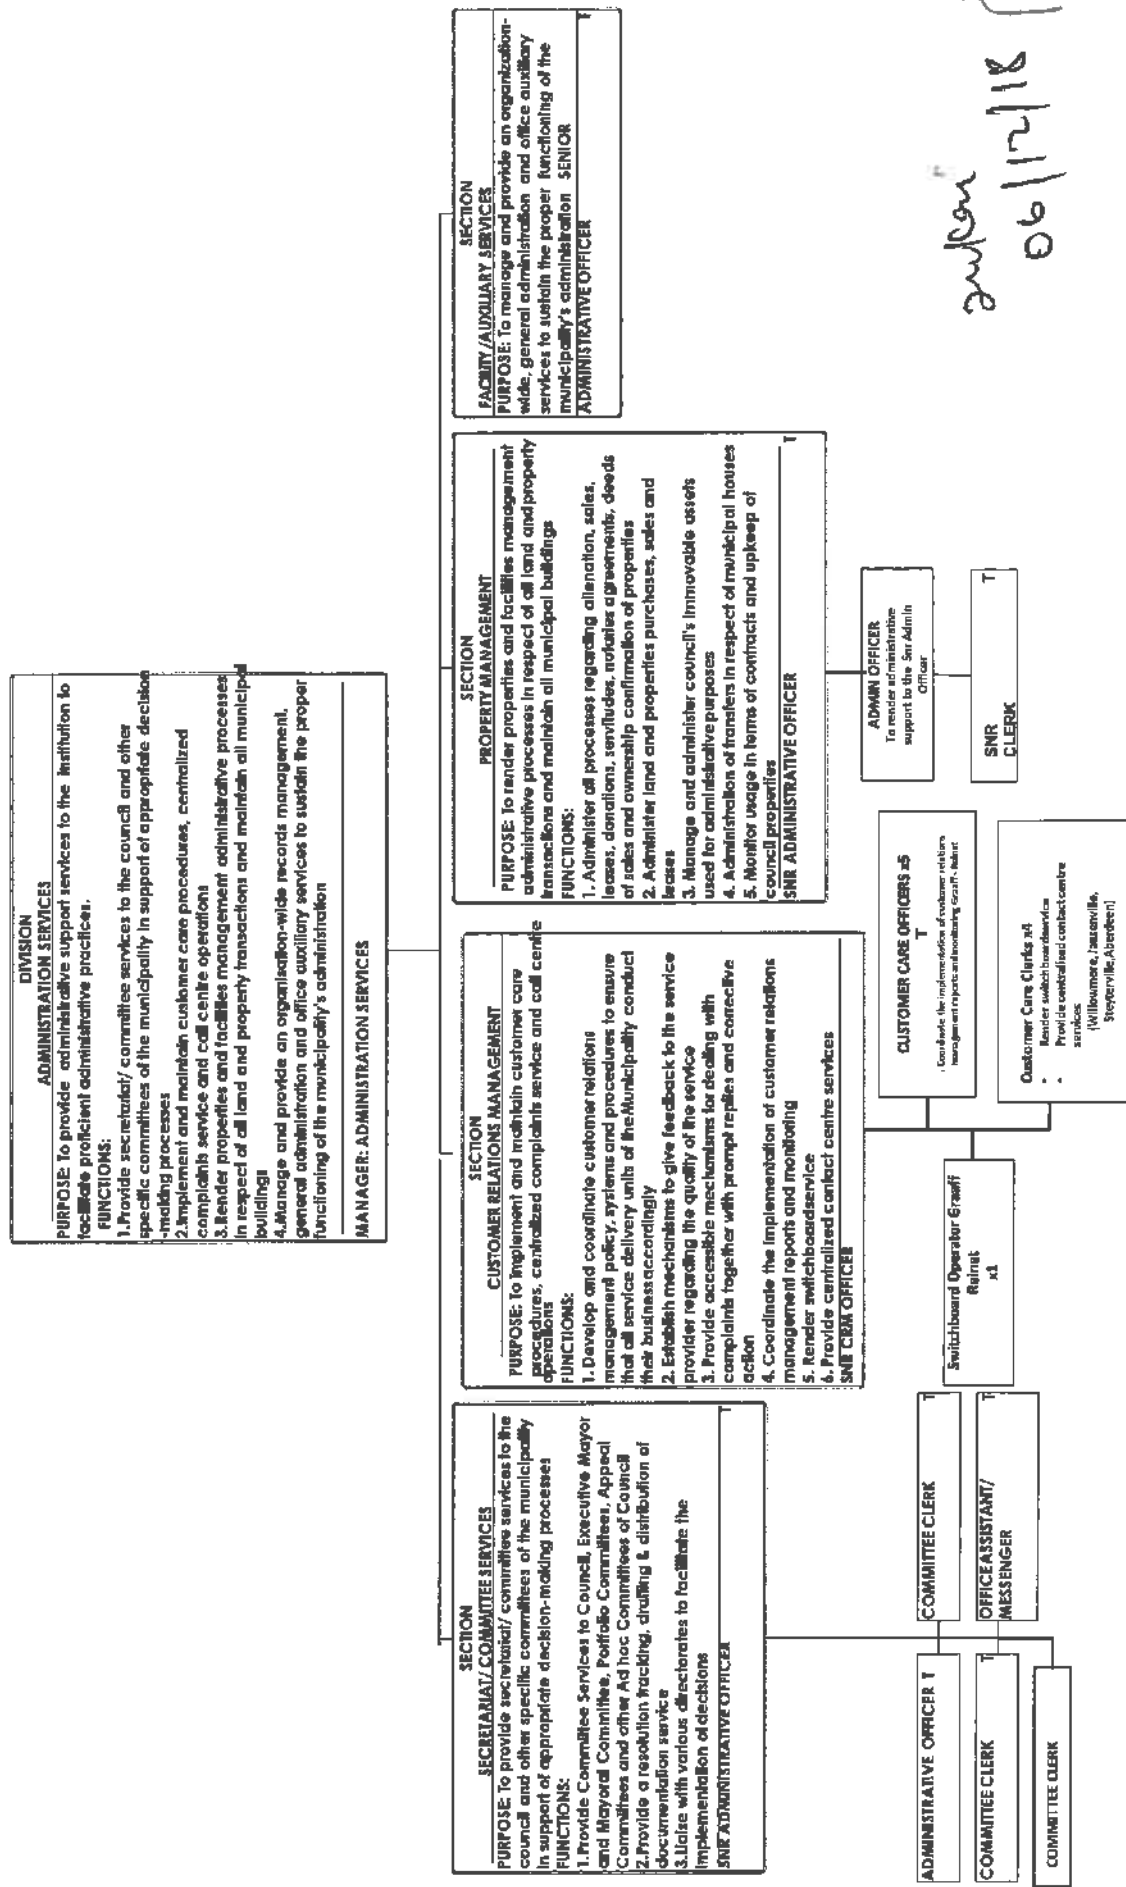 DIVISION
ADMINISTRATION SERVICES
PURPOSE: To provide administrative support services to the institution to
facilitate proficient administrative practices.
FUNCTIONS:
1.Provide secretariat/ committee services to the council and other
specific committees of the municipality in support of appropriate decision
-making processes
2.Implement and maintain customer care procedures, centralized
complaints service and call centre operation
3.Render properties and facilities management administrative processes
in respect of all land and property transactions and maintain all municipal
buildings
4.Manage and provide an organisation-wide records management,
general administration and office auxiliary services to sustain the proper
functioning of the municipality's administration
MANAGER: ADMINISTRATION SERVICES
SECTION
SECRETARIAT/ COMMITTEE SERVICES
PURPOSE: To provide secretariat/ committee services to the
council and other specific committees of the municipality
in support of appropriate decision-making processes
FUNCTIONS:
1.Provide Committee Services to Council, Executive Mayor
and Mayoral Committee, Portfolio Committees, Appeal
Committees and other Ad hoc Committees of Council
2.Provide a resolution tracking, drafting & distribution of
documentation service
3.Liaise with various directorates to facilitate the
implementation of decisions
SNR ADMINISTRATIVE OFFICER T
SECTION
CUSTOMER RELATIONS MANAGEMENT
PURPOSE: To implement and maintain customer care
procedures, centralized complaints service and call centre
operations
FUNCTIONS:
1. Develop and coordinate customer relations
management policy, systems and procedures to ensure
that all service delivery units of the Municipality conduct
their business accordingly
2. Establish mechanisms to give feedback to the service
provider regarding the quality of the service
3. Provide accessible mechanisms for dealing with
complaints together with prompt replies and corrective
action
4. Coordinate the implementation of customer relations
management reports and monitoring
5. Render switchboard service
6. Provide centralized contact centre services
SNR CRM OFFICER
SECTION
PROPERTY MANAGEMENT
PURPOSE: To render properties and facilities management
administrative processes in respect of all land and property
transactions and maintain all municipal buildings
FUNCTIONS:
1. Administer all processes regarding alienation, sales,
leases, donations, servitudes, notaries agreements, deeds
of sales and ownership confirmation of properties
2. Administer land and properties purchases, sales and
leases
3. Manage and administer council's immovable assets
used for administrative purposes
4. Administration of transfers in respect of municipal houses
5. Monitor usage in terms of contracts and upkeep of
council properties
SNR ADMINISTRATIVE OFFICER T
SECTION
FACILITY /AUXILIARY SERVICES
PURPOSE: To manage and provide an organization-
wide, general administration and office auxiliary
services to sustain the proper functioning of the
municipality's administration SENIOR
ADMINISTRATIVE OFFICER T
ADMINISTRATIVE OFFICER T
COMMITTEE CLERK T
COMMITTEE CLERK T
OFFICE ASSISTANT/ T
MESSENGER
COMMITTEE CLERK
Switchboard Operator Graaff
Reinet
x1
CUSTOMER CARE OFFICERS x5
T
Coordinate the implementation of customer relations
management reports and monitoring Graaff- Reinet
Customer Care Clerks x4
- Render switchboard service
- Provide centralised contact centre
services
(Willowmore, Jansenville,
Steytlerville, Aberdeen)
ADMIN OFFICER
To render administrative
support to the Snr Admin
Officer
SNR T
CLERK
06/12/18